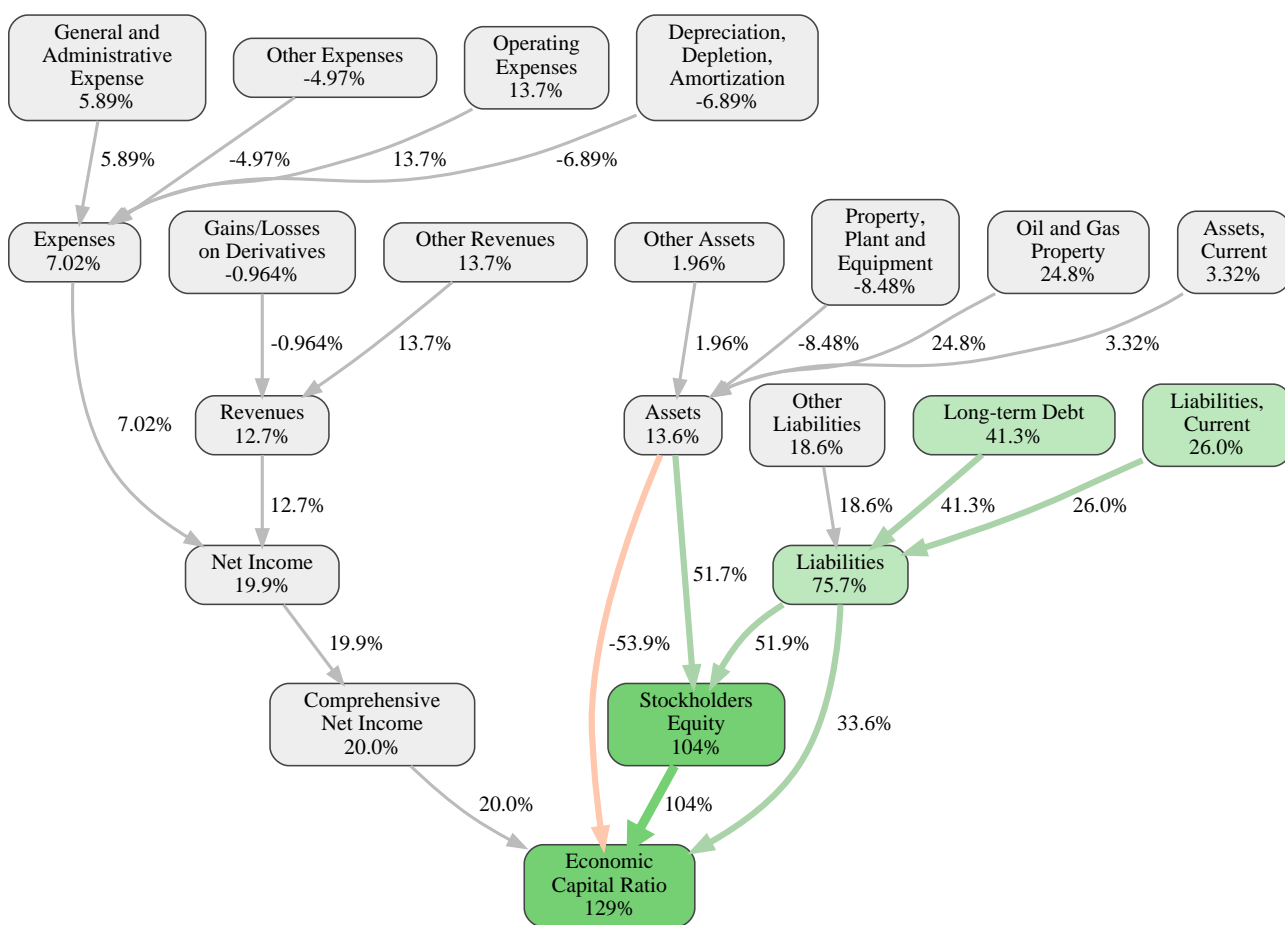 General and
Administrative
Expense
5.89%
Other Expenses
-4.97%
Operating
Expenses
13.7%
Depreciation,
Depletion,
Amortization
-6.89%
5.89%
-4.97%
13.7%
-6.89%
Expenses
7.02%
Gains/Losses
on Derivatives
-0.964%
Other Revenues
13.7%
Other Assets
1.96%
Property,
Plant and
Equipment
-8.48%
Oil and Gas
Property
24.8%
Assets,
Current
3.32%
-0.964%
13.7%
1.96%
-8.48%
24.8%
3.32%
7.02%
Revenues
12.7%
Assets
13.6%
Other
Liabilities
18.6%
Long-term Debt
41.3%
Liabilities,
Current
26.0%
12.7%
18.6%
41.3%
26.0%
Net Income
19.9%
51.7%
Liabilities
75.7%
19.9%
-53.9%
51.9%
33.6%
Comprehensive
Net Income
20.0%
Stockholders
Equity
104%
20.0%
104%
Economic
Capital Ratio
129%